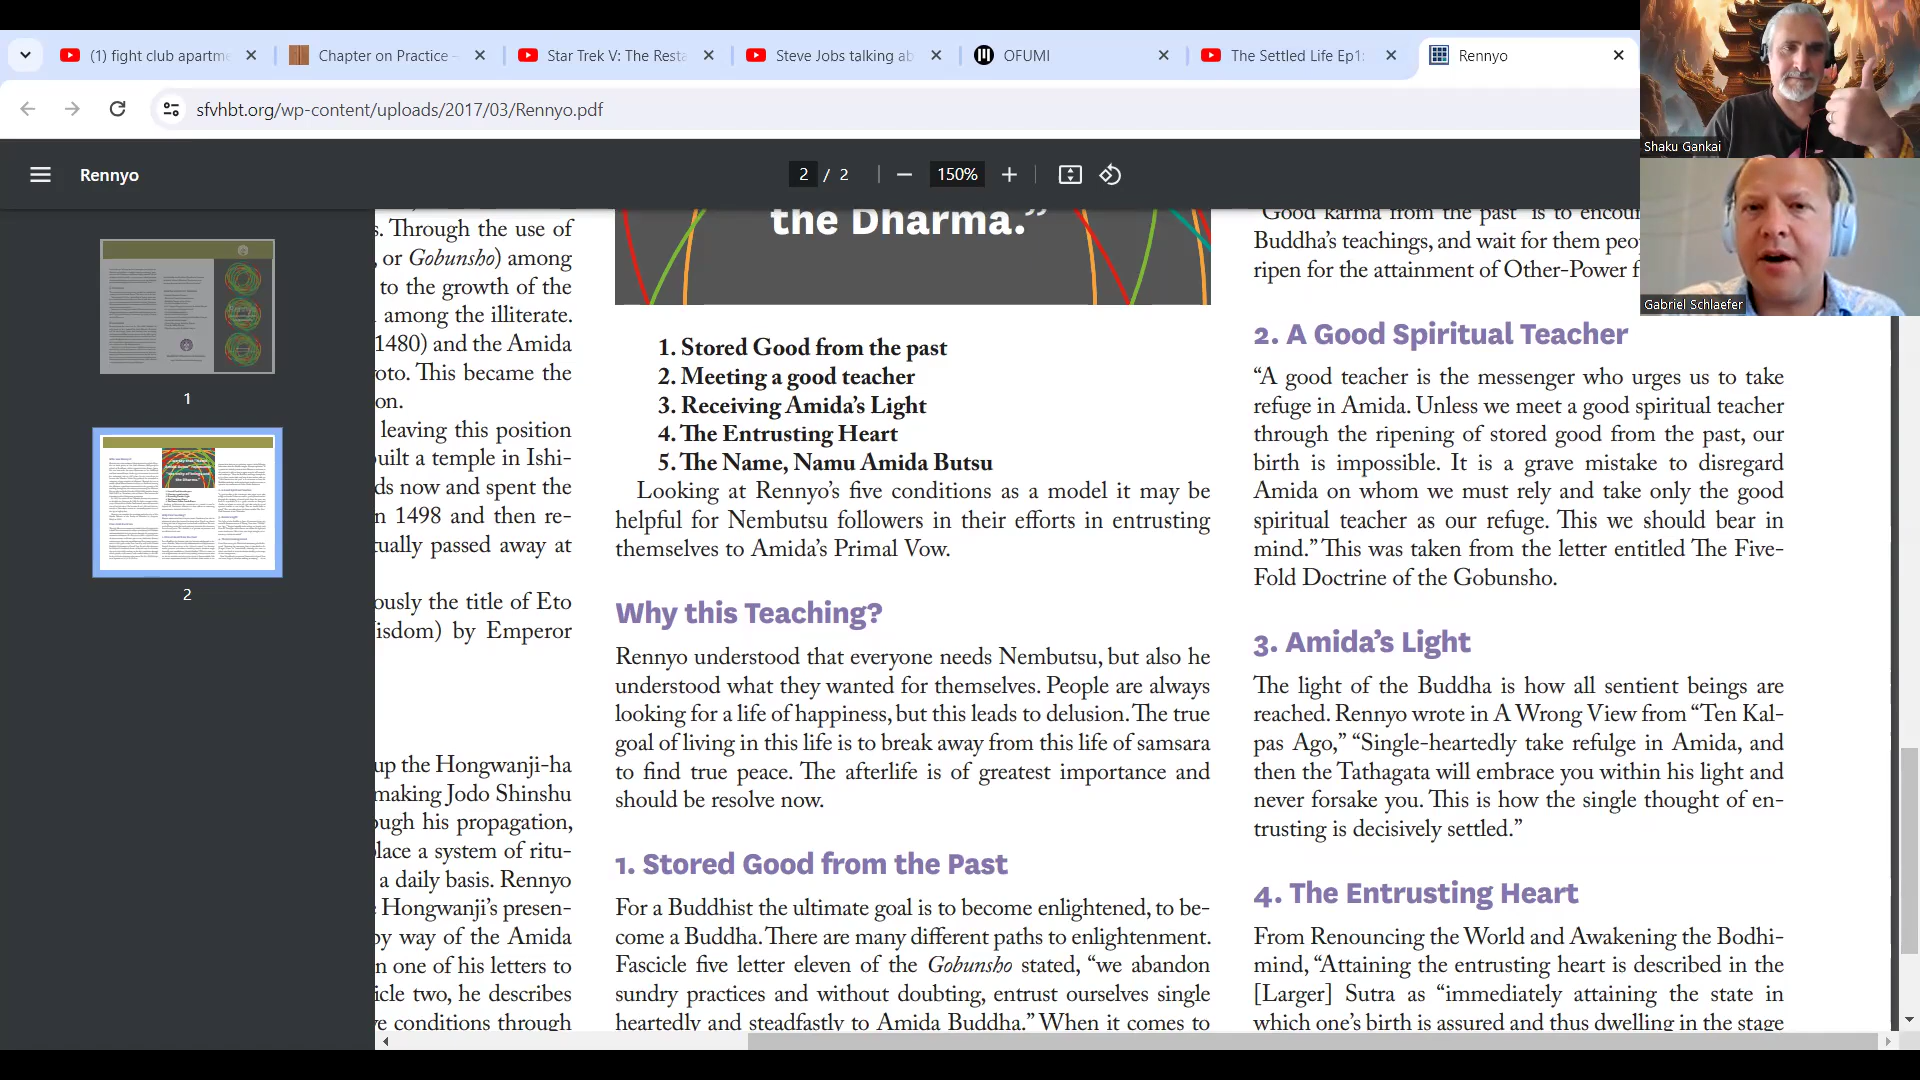 (1) fight club apartme
Chapter on Practice -
Star Trek V: The Resta
Steve Jobs talking ab
OFUMI
The Settled Life Ep1:
Rennyo
sfvhbt.org/wp-content/uploads/2017/03/Rennyo.pdf
Shaku Gankai
Gabriel Schlaefer
Rennyo
2 / 2
150%
1
2
s. Through the use of
, or Gobunsho) among
to the growth of the
among the illiterate.
1480) and the Amida
oto. This became the
on.
leaving this position
uilt a temple in Ishi-
ds now and spent the
n 1498 and then re-
tually passed away at
ously the title of Eto
isdom) by Emperor
up the Hongwanji-ha
making Jodo Shinshu
ough his propagation,
lace a system of ritu-
a daily basis. Rennyo
Hongwanji's presen-
by way of the Amida
n one of his letters to
icle two, he describes
ve conditions through
the Dharma."
1. Stored Good from the past
2. Meeting a good teacher
3. Receiving Amida's Light
4. The Entrusting Heart
5. The Name, Namu Amida Butsu
Looking at Rennyo's five conditions as a model it may be
helpful for Nembutsu followers in their efforts in entrusting
themselves to Amida's Primal Vow.
Why this Teaching?
Rennyo understood that everyone needs Nembutsu, but also he
understood what they wanted for themselves. People are always
looking for a life of happiness, but this leads to delusion. The true
goal of living in this life is to break away from this life of samsara
to find true peace. The afterlife is of greatest importance and
should be resolve now.
1. Stored Good from the Past
For a Buddhist the ultimate goal is to become enlightened, to be-
come a Buddha. There are many different paths to enlightenment.
Fascicle five letter eleven of the Gobunsho stated, "we abandon
sundry practices and without doubting, entrust ourselves single
heartedly and steadfastly to Amida Buddha." When it comes to
"Good karma from the past" is to encou
Buddha's teachings, and wait for them peo
ripen for the attainment of Other-Power f
2. A Good Spiritual Teacher
"A good teacher is the messenger who urges us to take
refuge in Amida. Unless we meet a good spiritual teacher
through the ripening of stored good from the past, our
birth is impossible. It is a grave mistake to disregard
Amida on whom we must rely and take only the good
spiritual teacher as our refuge. This we should bear in
mind." This was taken from the letter entitled The Five-
Fold Doctrine of the Gobunsho.
3. Amida's Light
The light of the Buddha is how all sentient beings are
reached. Rennyo wrote in A Wrong View from "Ten Kal-
pas Ago," "Single-heartedly take refulge in Amida, and
then the Tathagata will embrace you within his light and
never forsake you. This is how the single thought of en-
trusting is decisively settled."
4. The Entrusting Heart
From Renouncing the World and Awakening the Bodhi-
mind, "Attaining the entrusting heart is described in the
[Larger] Sutra as "immediately attaining the state in
which one's birth is assured and thus dwelling in the stage